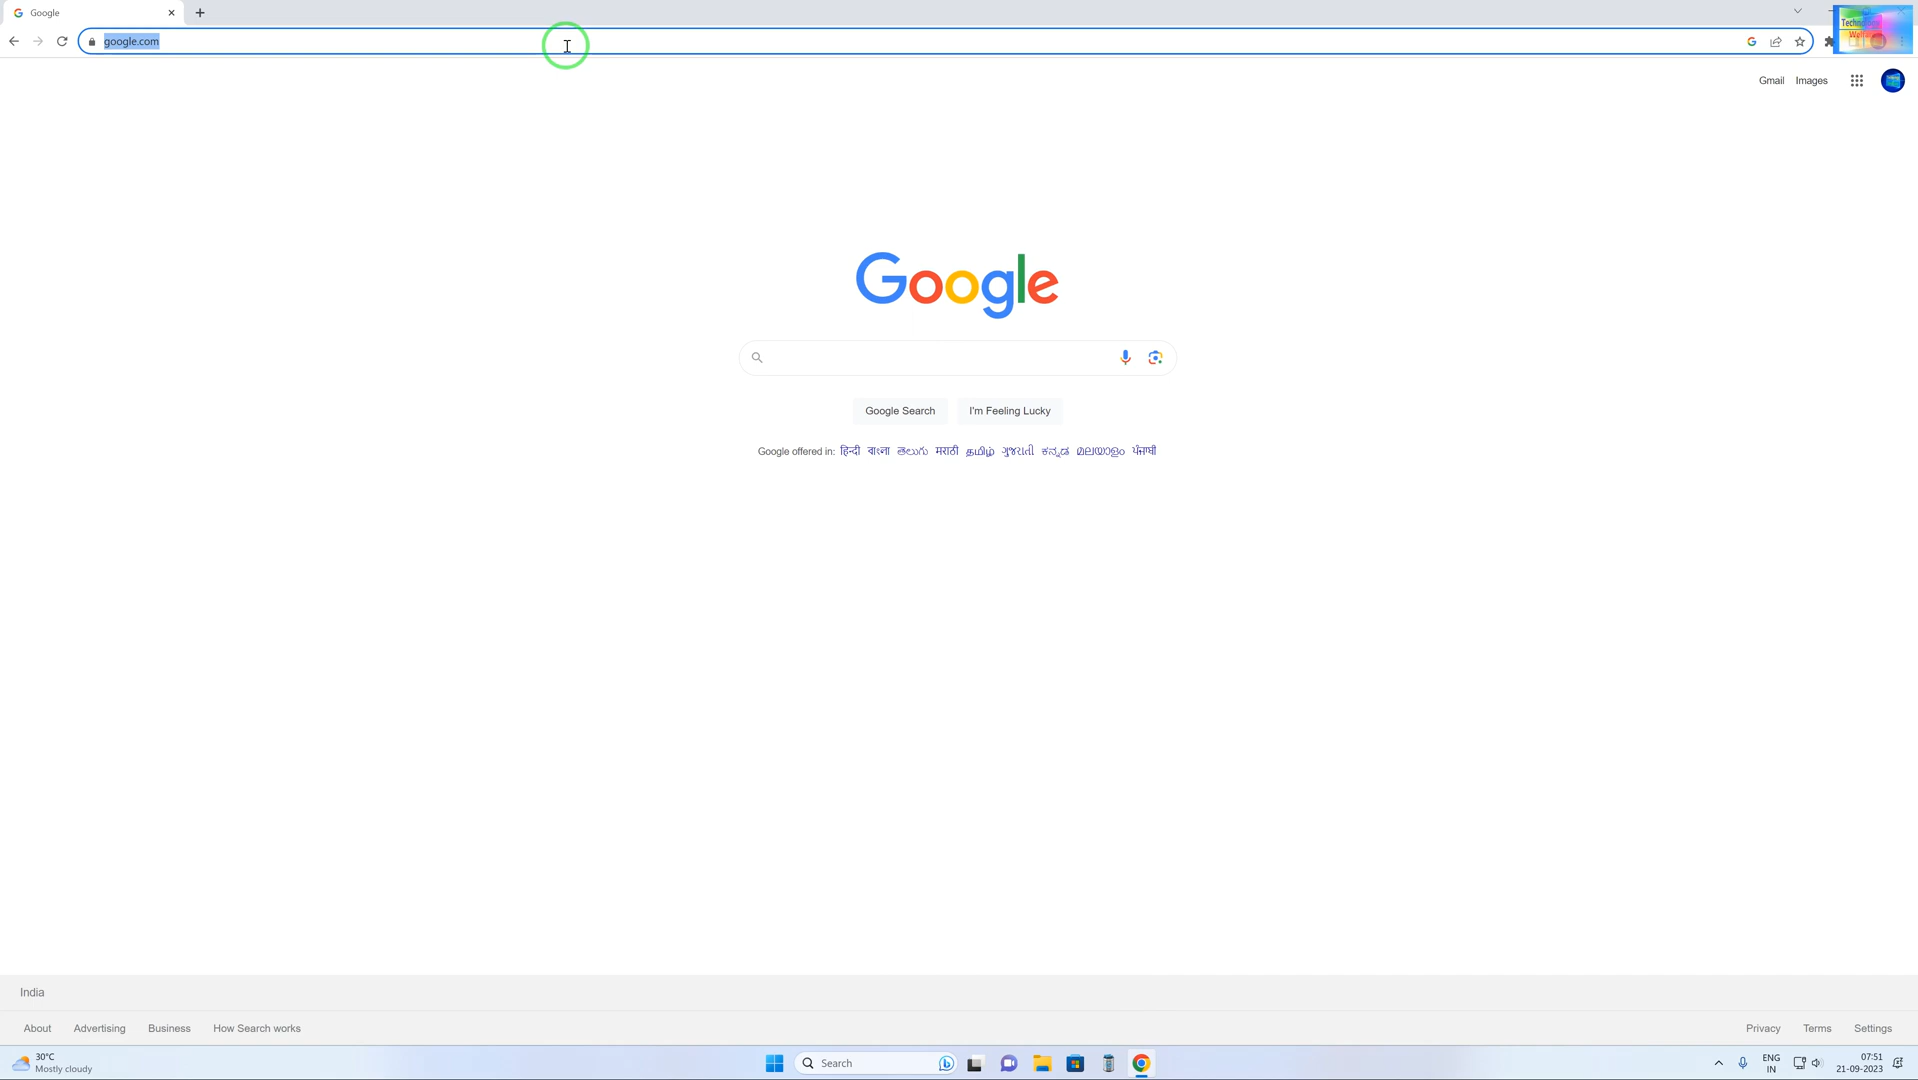 Google
google.com
Gmail Images
Google
Google Search I'm Feeling Lucky
Google offered in: हिन्दी বাংলা తెలుగు मराठी தமிழ் ગુજરાતી ಕನ್ನಡ മലയാളം ਪੰਜਾਬੀ
India
About Advertising Business How Search works Privacy Terms Settings
30°C
Mostly cloudy
Search
ENG
IN
07:51
21-09-2023